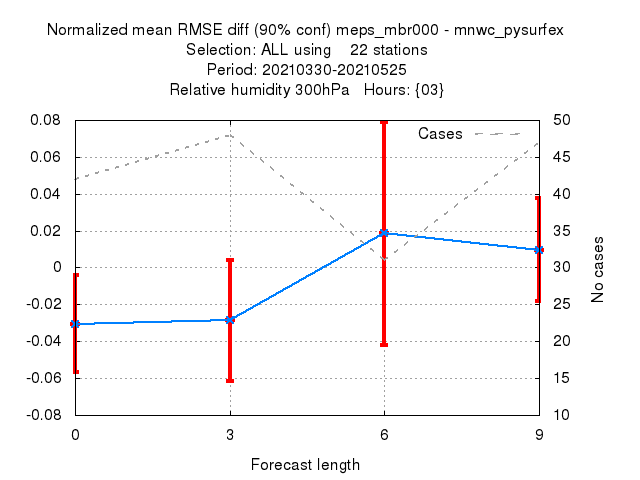 Normalized mean RMSE diff (90% conf) meps_mbr000 - mnwc_pysurfex
Selection: ALL using 22 stations
Period: 20210330-20210525
Relative humidity 300hPa Hours: {03}
0.08
0.06
0.04
0.02
0
-0.02
-0.04
-0.06
-0.08
Cases
50
45
40
35
30
25
20
15
10
No cases
0 3 6 9
Forecast length